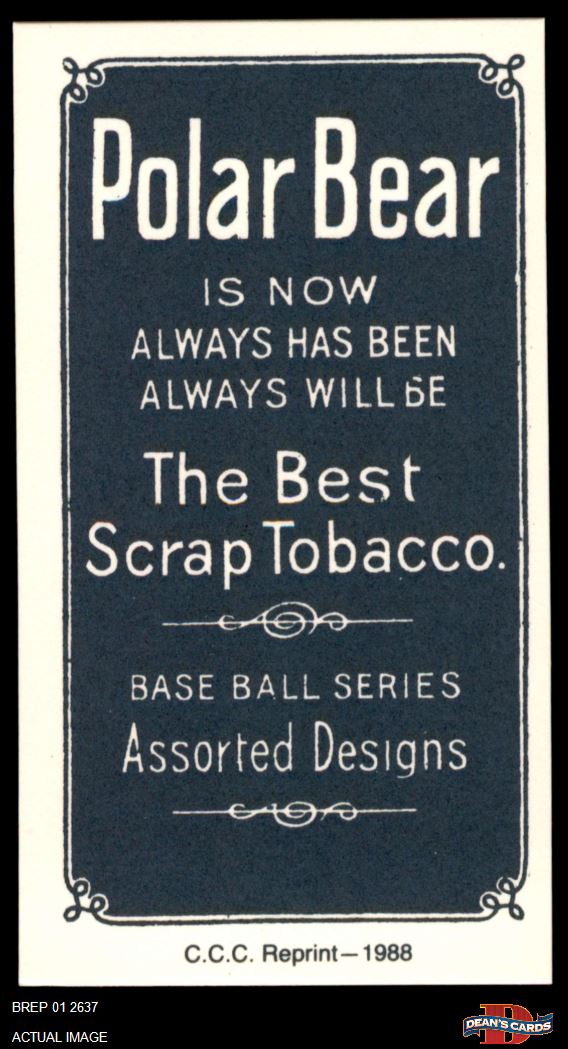 Polar Bear
IS NOW
ALWAYS HAS BEEN
ALWAYS WILL BE
The Best
Scrap Tobacco.
BASE BALL SERIES
Assorted Designs
C.C.C. Reprint—1988
BREP 01 2637
ACTUAL IMAGE
D
DEAN'S CARDS